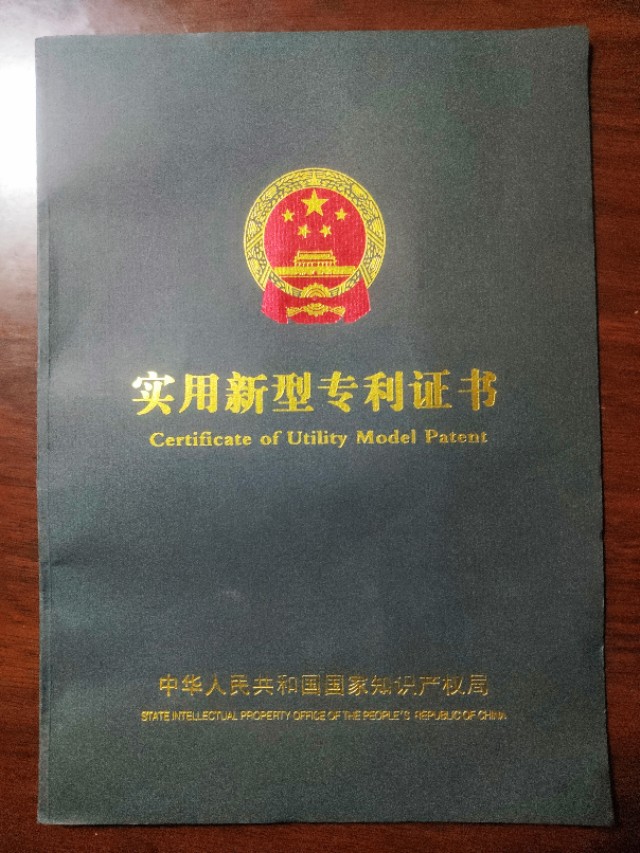 实用新型专利证书
Certificate of Utility Model Patent
中华人民共和国国家知识产权局
STATE INTELLECTUAL PROPERTY OFFICE OF THE PEOPLE'S REPUBLIC OF CHINA